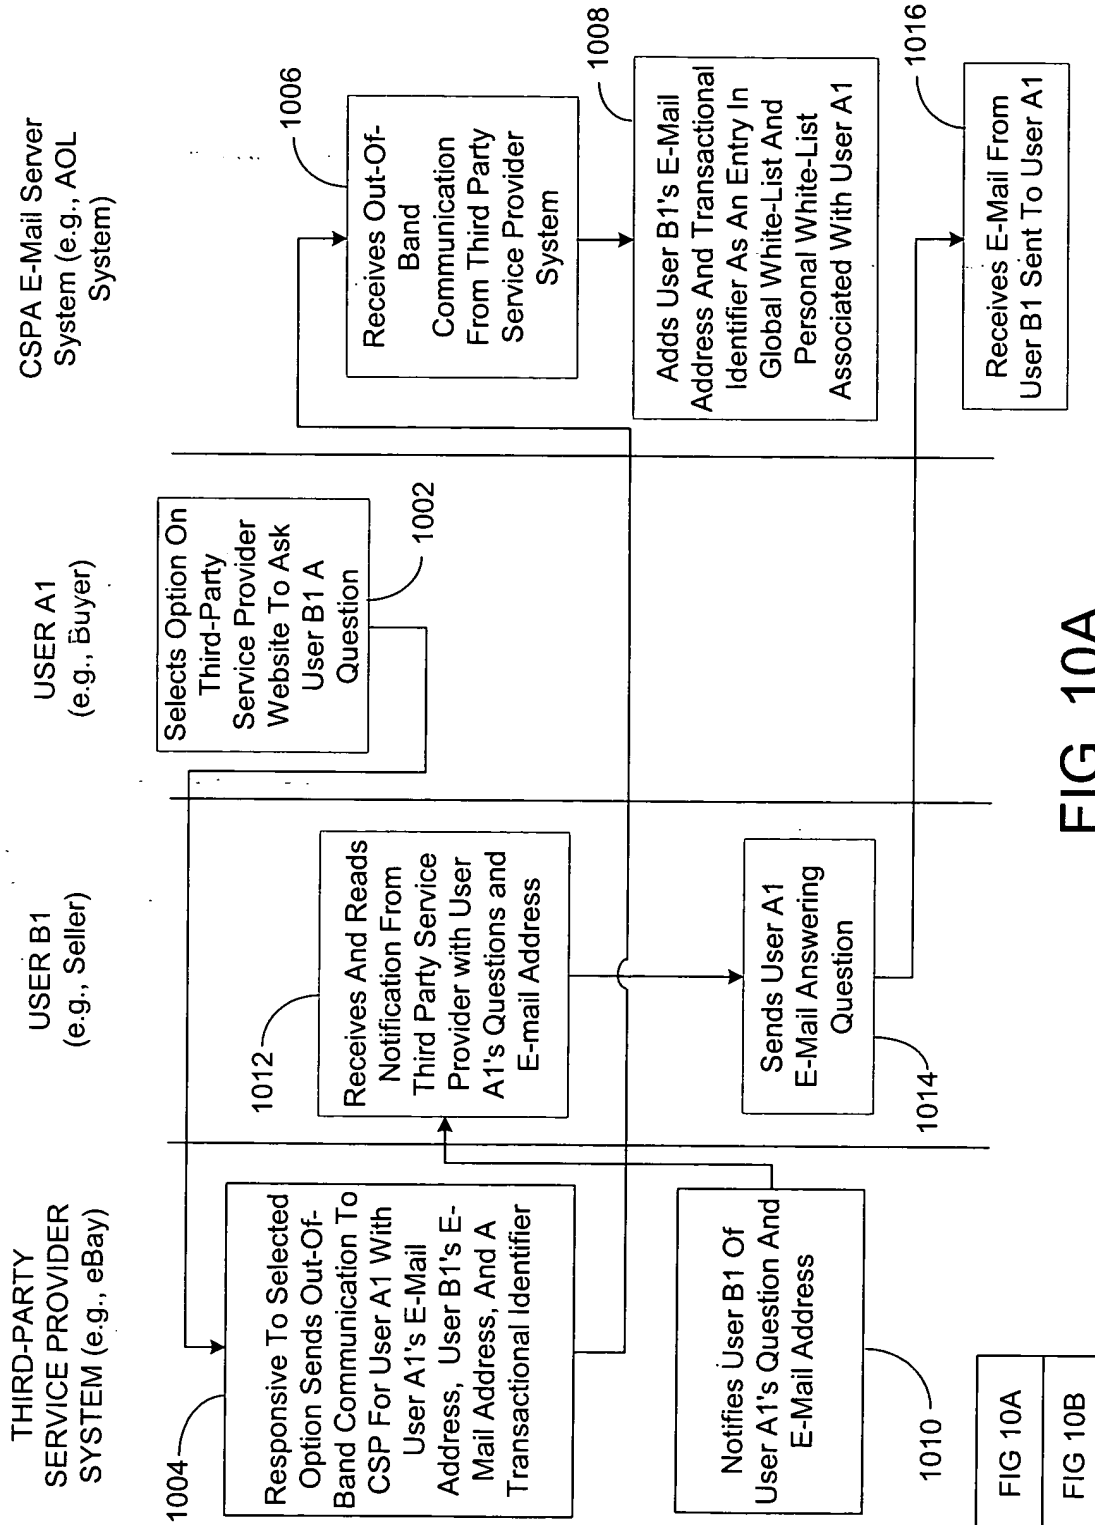 THIRD-PARTY
SERVICE PROVIDER
SYSTEM (e.g., eBay)
USER B1
(e.g., Seller)
USER A1
(e.g., Buyer)
CSPA E-Mail Server
System (e.g., AOL
System)
Selects Option On
Third-Party
Service Provider
Website To Ask
User B1 A
Question
1002
1004
Responsive To Selected
Option Sends Out-Of-
Band Communication To
CSP For User A1 With
User A1's E-Mail
Address, User B1's E-
Mail Address, And A
Transactional Identifier
1006
Receives Out-Of-
Band
Communication
From Third Party
Service Provider
System
1008
Adds User B1's E-Mail
Address And Transactional
Identifier As An Entry In
Global White-List And
Personal White-List
Associated With User A1
Notifies User B1 Of
User A1's Question And
E-Mail Address
1010
1012
Receives And Reads
Notification From
Third Party Service
Provider with User
A1's Questions and
E-mail Address
Sends User A1
E-Mail Answering
Question
1014
1016
Receives E-Mail From
User B1 Sent To User A1
FIG 10A
FIG 10B
FIG 10A